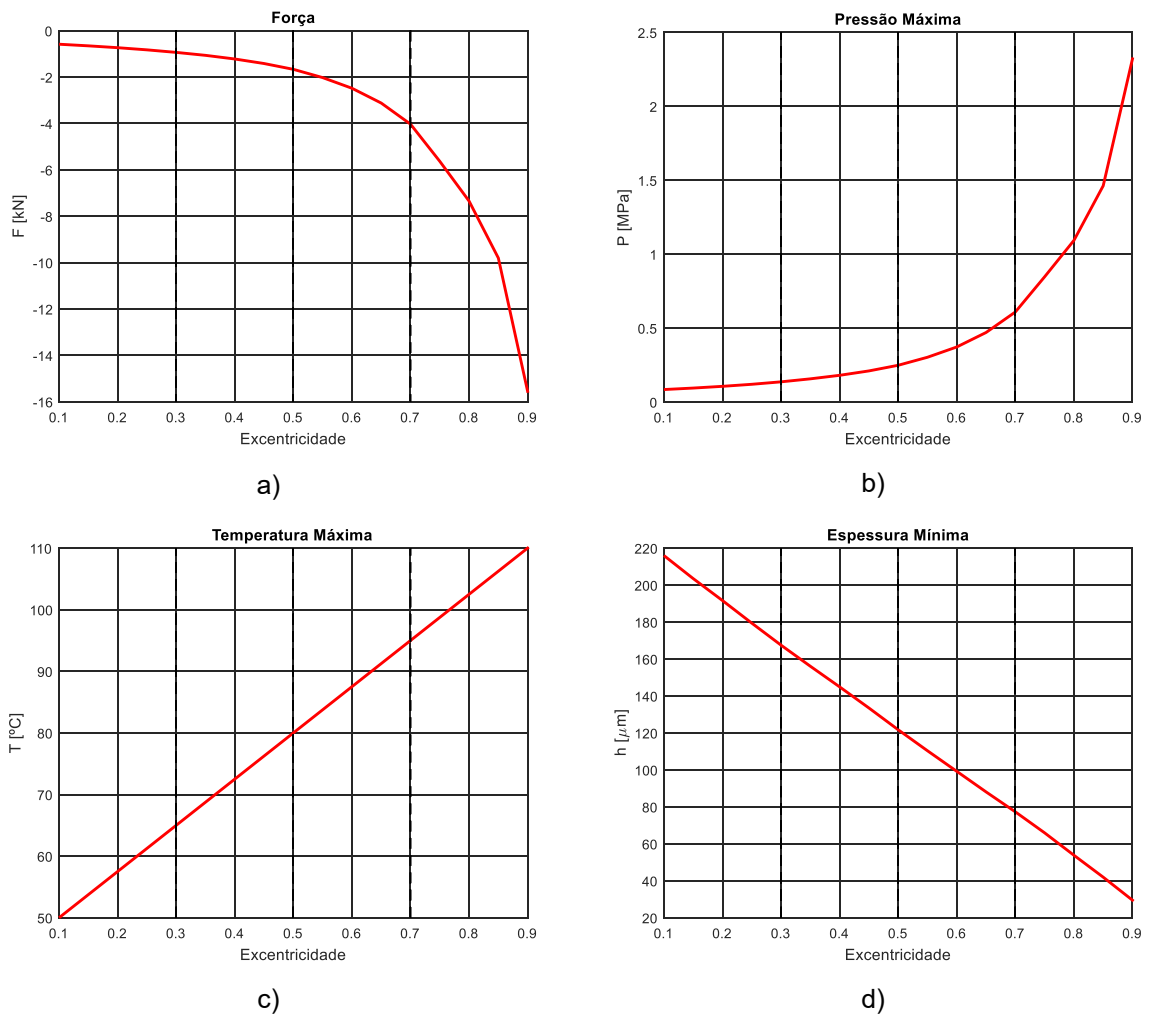 Força
F [kN]
0
-2
-4
-6
-8
-10
-12
-14
-16
0.1 0.2 0.3 0.4 0.5 0.6 0.7 0.8 0.9
Excentricidade
a)
Pressão Máxima
P [MPa]
2.5
2
1.5
1
0.5
0
0.1 0.2 0.3 0.4 0.5 0.6 0.7 0.8 0.9
Excentricidade
b)
Temperatura Máxima
T [ºC]
110
100
90
80
70
60
50
0.1 0.2 0.3 0.4 0.5 0.6 0.7 0.8 0.9
Excentricidade
c)
Espessura Mínima
h [μm]
220
200
180
160
140
120
100
80
60
40
20
0.1 0.2 0.3 0.4 0.5 0.6 0.7 0.8 0.9
Excentricidade
d)